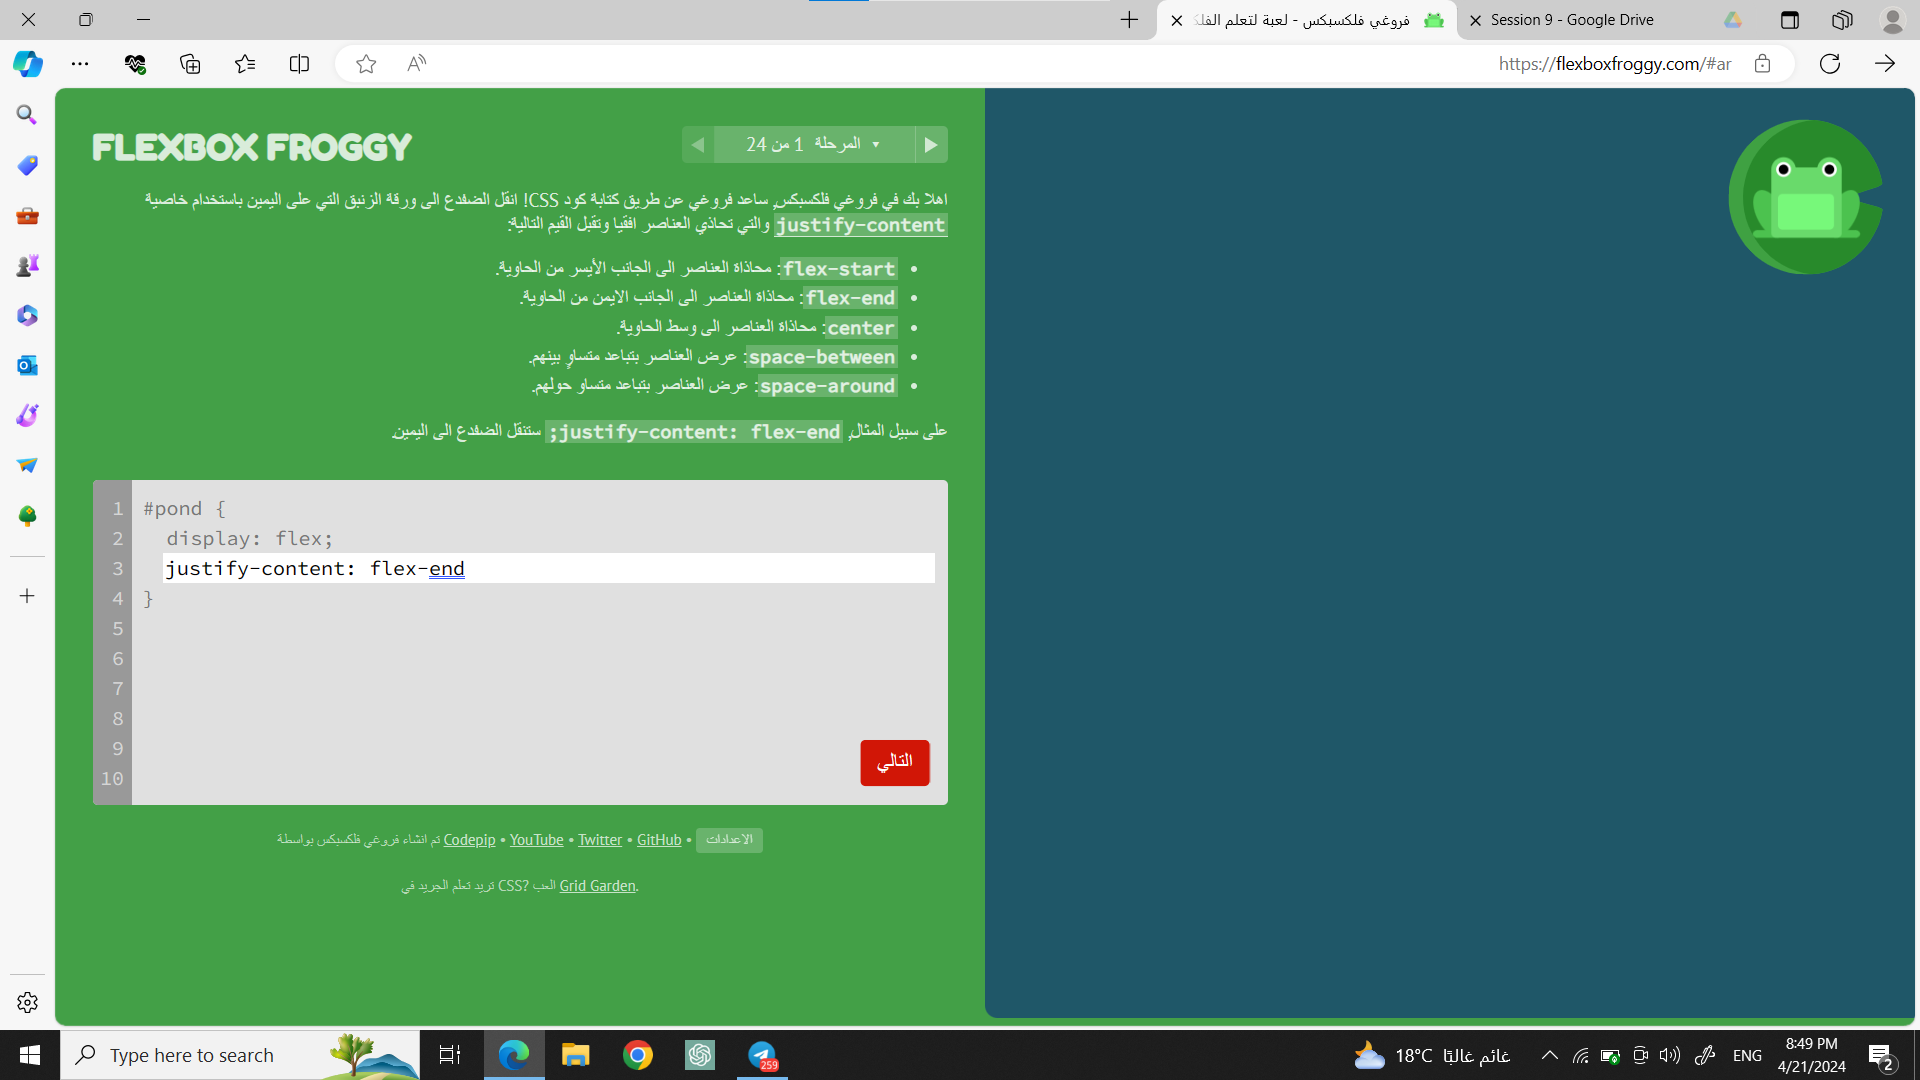 فروغي فلكسبكس - لعبة لتعلم الفلك
Session 9 - Google Drive
https://flexboxfroggy.com/#ar
FLEXBOX FROGGY
المرحلة 1 من 24
اهلا بك في فروغي فلكسبكس, ساعد فروغي عن طريق كتابة كود CSS! انقل الضفدع الى ورقة الزنبق التي على اليمين باستخدام خاصية
justify-content والتي تحاذي العناصر افقيا وتقبل القيم التالية:
• flex-start: محاذاة العناصر الى الجانب الأيسر من الحاوية.
• flex-end: محاذاة العناصر الى الجانب الايمن من الحاوية.
• center: محاذاة العناصر الى وسط الحاوية.
• space-between: عرض العناصر بتباعد متساوٍ بينهم.
• space-around: عرض العناصر بتباعد متساو حولهم.
على سبيل المثال, justify-content: flex-end; ستنقل الضفدع الى اليمين.
1 #pond {
2 display: flex;
3 justify-content: flex-end
4 }
5
6
7
8
9
10
التالي
تم انشاء فروغي فلكسبكس بواسطة Codepip • YouTube • Twitter • GitHub • الاعدادات
تريد تعلم الجريد في CSS? العب Grid Garden.
Type here to search
259
18°C غائم غالبًا
ENG
8:49 PM
4/21/2024
2